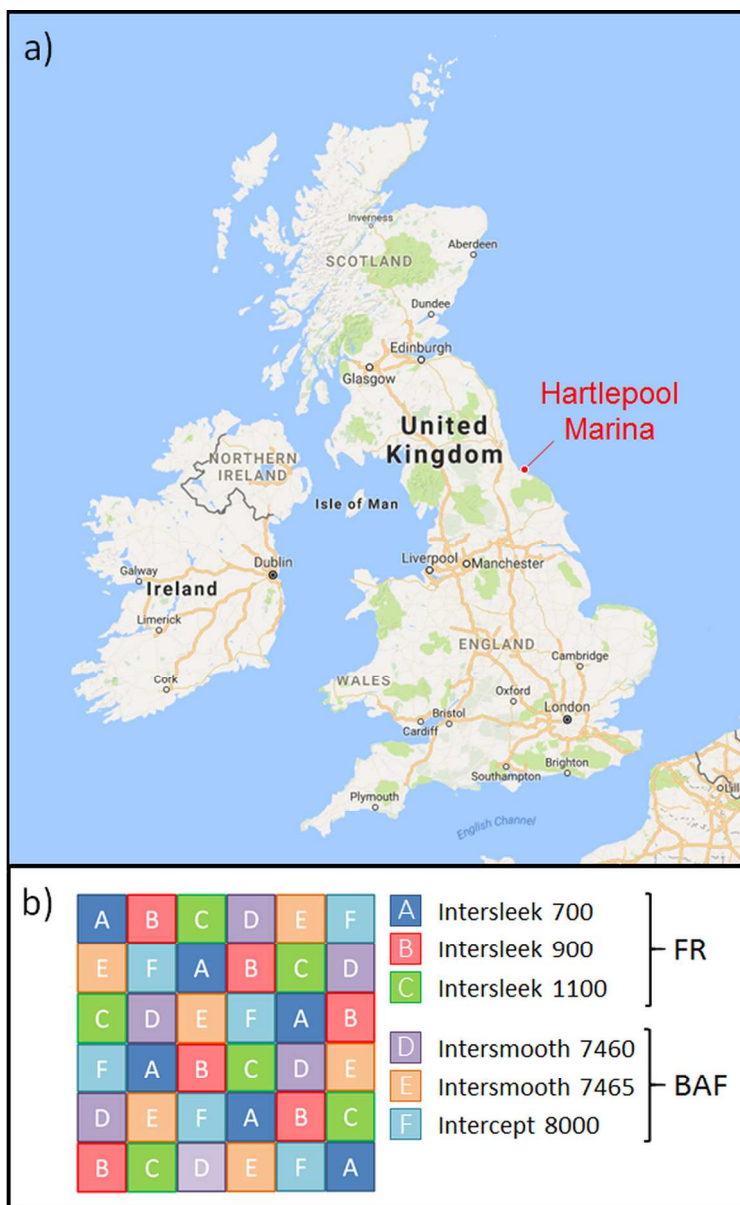 a)
Inverness
Aberdeen
SCOTLAND
Dundee
Edinburgh
Glasgow
Hartlepool
Marina
United
Kingdom
NORTHERN
IRELAND
Isle of Man
Dublin
Galway
Ireland
Liverpool
Manchester
Limerick
ENGLAND
Cambridge
Cork
WALES
Oxford
London
Bristol
Cardiff
Southampton
Brighton
Plymouth
English Channel
Lill
b)
A B C D E F
E F A B C D
C D E F A B
F A B C D E
D E F A B C
B C D E F A
A Intersleek 700
B Intersleek 900
C Intersleek 1100
FR
D Intersmooth 7460
E Intersmooth 7465
F Intercept 8000
BAF